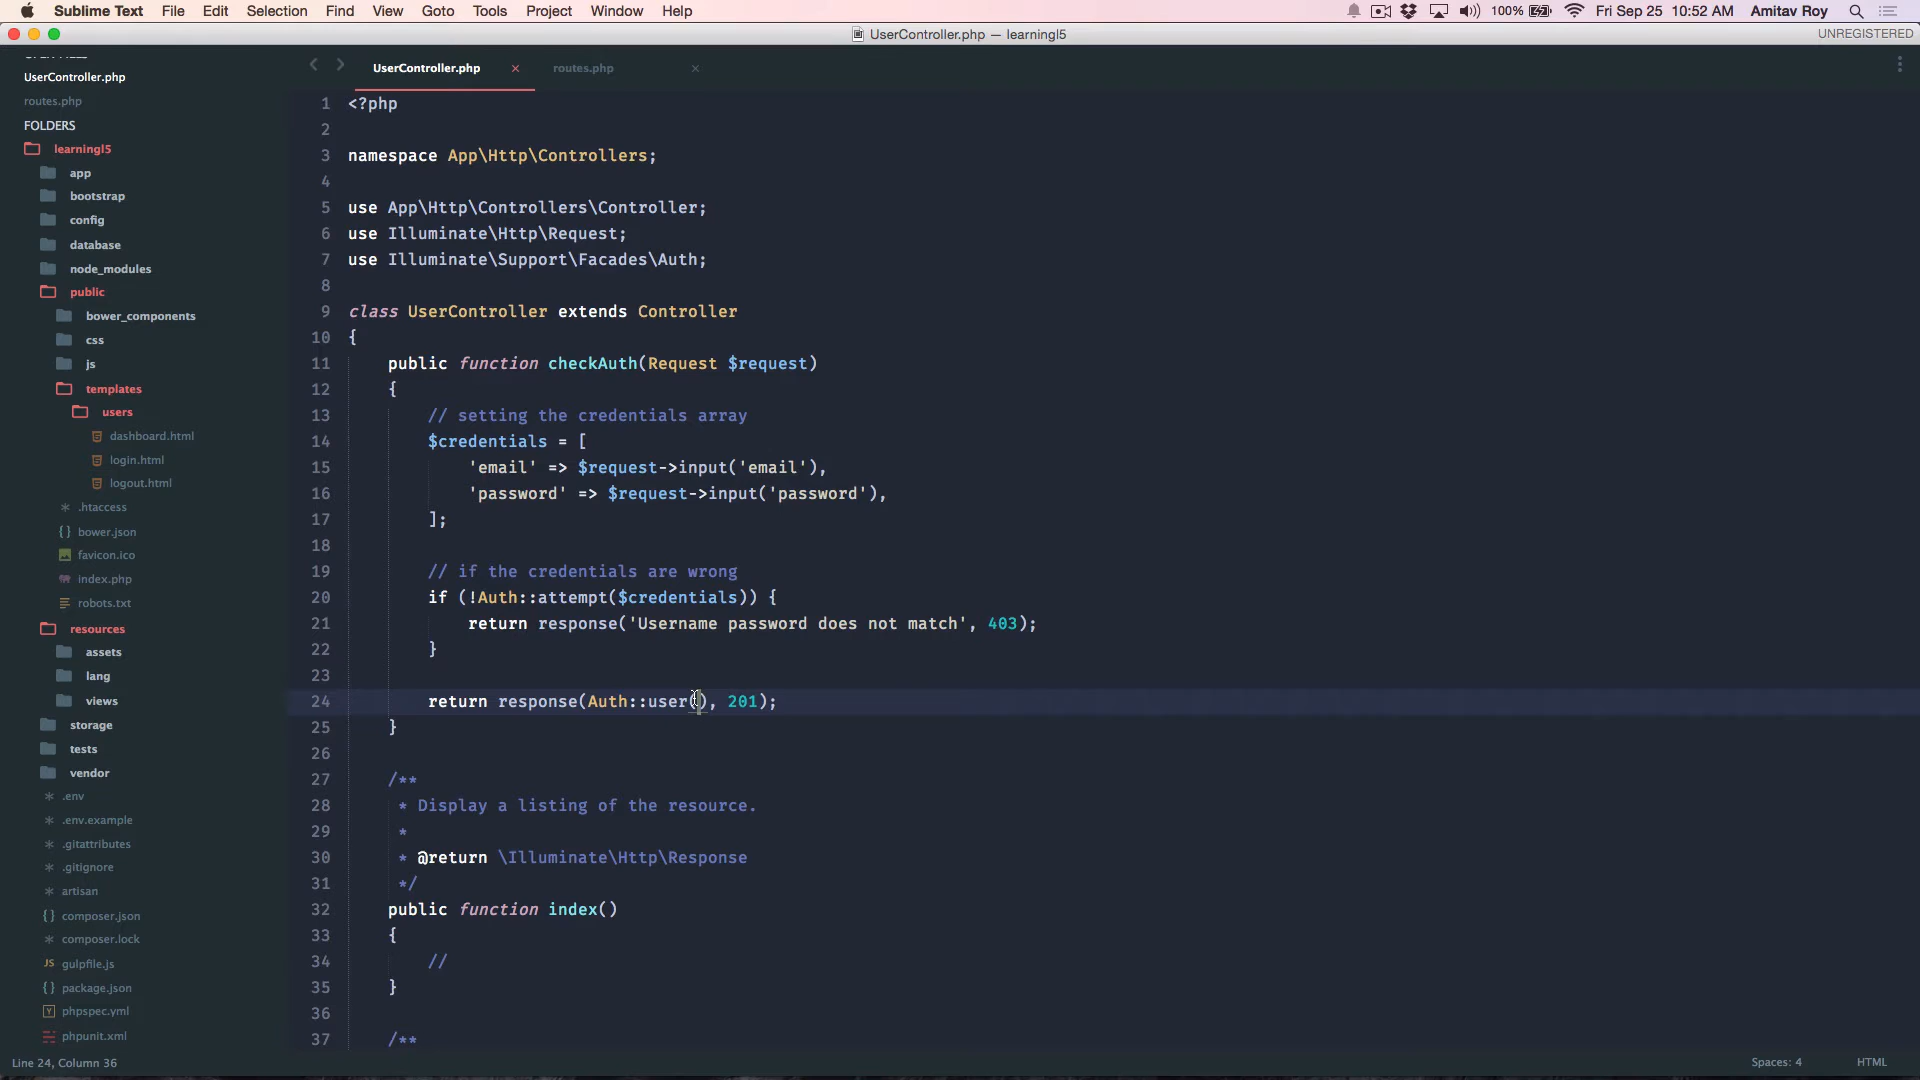 Sublime Text File Edit Selection Find View Goto Tools Project Window Help 100% Fri Sep 25 10:52 AM Amitav Roy
UserController.php — learningl5 UNREGISTERED
UserController.php
routes.php
FOLDERS
learningl5
app
bootstrap
config
database
node_modules
public
bower_components
css
js
templates
users
dashboard.html
login.html
logout.html
.htaccess
bower.json
favicon.ico
index.php
robots.txt
resources
assets
lang
views
storage
tests
vendor
.env
.env.example
.gitattributes
.gitignore
artisan
composer.json
composer.lock
gulpfile.js
package.json
phpspec.yml
phpunit.xml
UserController.php × routes.php ×
1 <?php
2
3 namespace App\Http\Controllers;
4
5 use App\Http\Controllers\Controller;
6 use Illuminate\Http\Request;
7 use Illuminate\Support\Facades\Auth;
8
9 class UserController extends Controller
10 {
11 public function checkAuth(Request $request)
12 {
13 // setting the credentials array
14 $credentials = [
15 'email' => $request->input('email'),
16 'password' => $request->input('password'),
17 ];
18
19 // if the credentials are wrong
20 if (!Auth::attempt($credentials)) {
21 return response('Username password does not match', 403);
22 }
23
24 return response(Auth::user(), 201);
25 }
26
27 /**
28 * Display a listing of the resource.
29 *
30 * @return \Illuminate\Http\Response
31 */
32 public function index()
33 {
34 //
35 }
36
37 /**
Line 24, Column 36 Spaces: 4 HTML